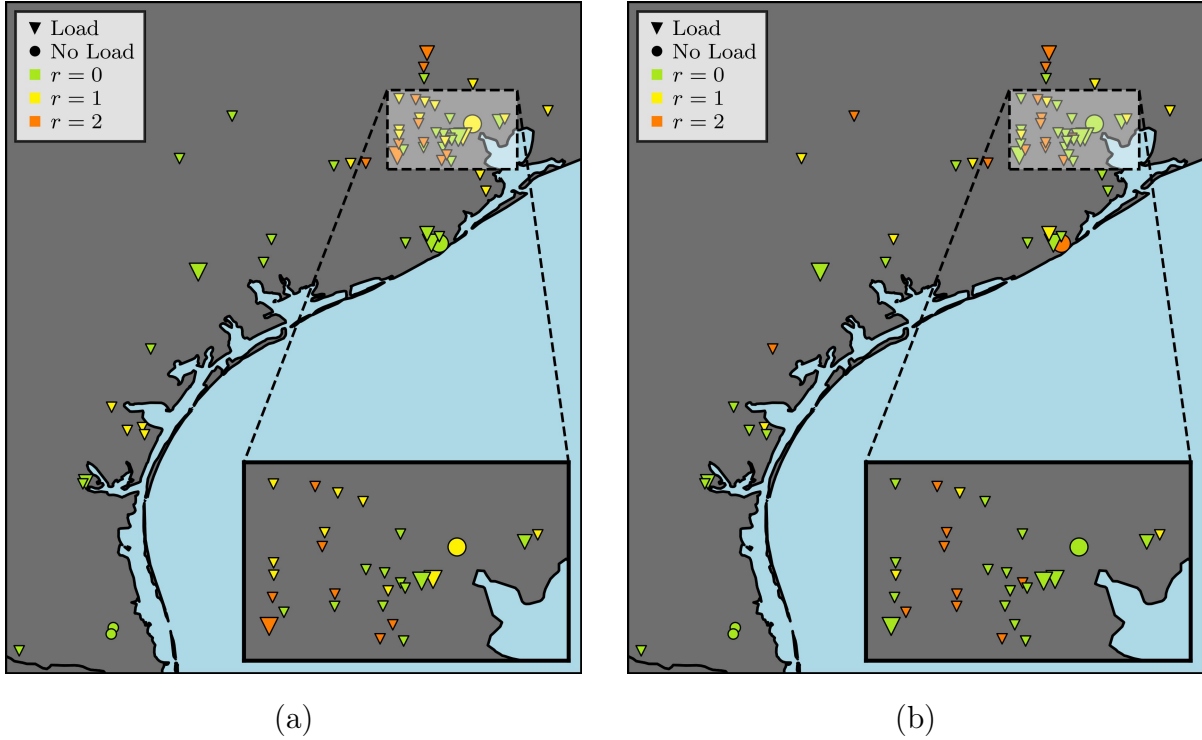 Load
No Load
r = 0
r = 1
r = 2
Load
No Load
r = 0
r = 1
r = 2
(a)
(b)